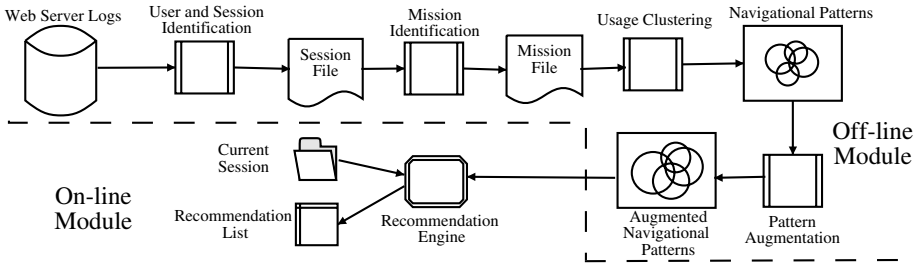 Web Server Logs
User and Session
Identification
Session
File
Mission
Identification
Mission
File
Usage Clustering
Navigational Patterns
Off-line
Module
Current
Session
On-line
Module
Recommendation
List
Recommendation
Engine
Augmented
Navigational
Patterns
Pattern
Augmentation